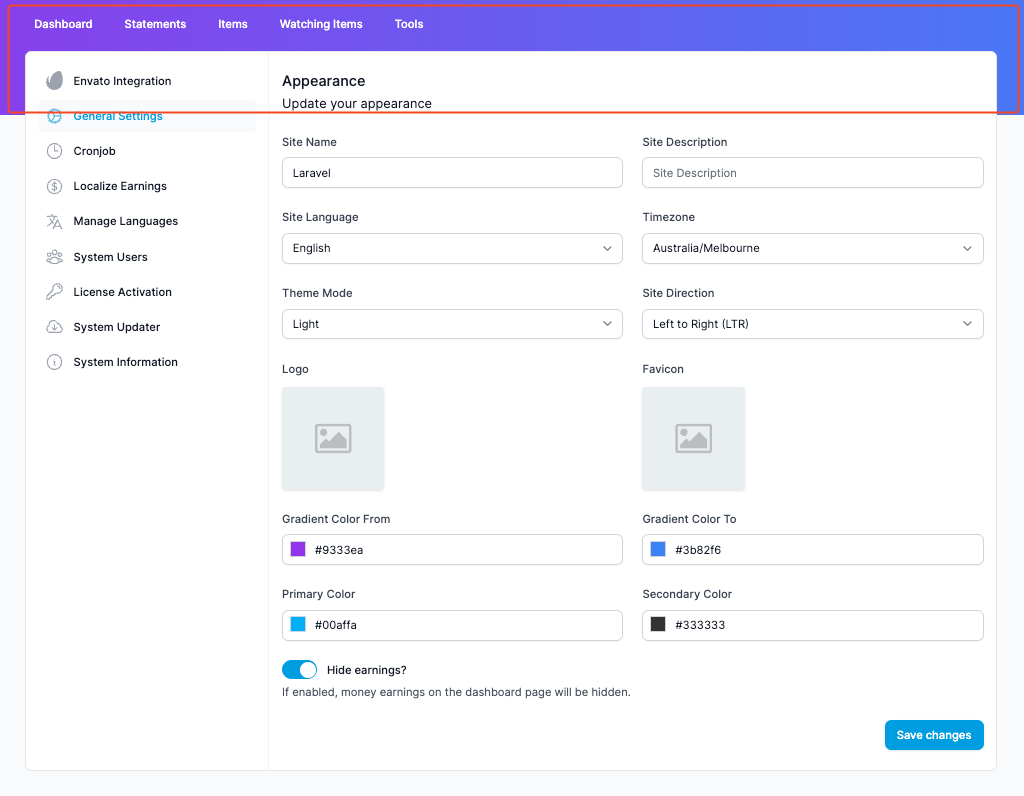 Dashboard Statements Items Watching Items Tools
Envato Integration
General Settings
Cronjob
Localize Earnings
Manage Languages
System Users
License Activation
System Updater
System Information
Appearance
Update your appearance
Site Name Site Description
Laravel Site Description
Site Language Timezone
English Australia/Melbourne
Theme Mode Site Direction
Light Left to Right (LTR)
Logo Favicon
Gradient Color From Gradient Color To
#9333ea #3b82f6
Primary Color Secondary Color
#00affa #333333
Hide earnings?
If enabled, money earnings on the dashboard page will be hidden.
Save changes